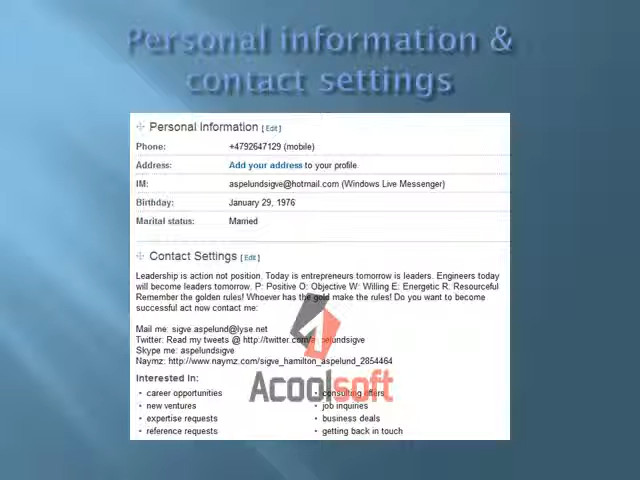 Personal information &
contact settings
Personal Information [Edit]
Phone: +4792647129 (mobile)
Address: Add your address to your profile.
IM: aspelundsigve@hotmail.com (Windows Live Messenger)
Birthday: January 29, 1976
Marital status: Married
Contact Settings [Edit]
Leadership is action not position. Today is entrepreneurs tomorrow is leaders. Engineers today
will become leaders tomorrow. P: Positive O: Objective W: Willing E: Energetic R: Resourceful
Remember the golden rules! Whoever has the gold make the rules! Do you want to become
successful act now contact me:
Mail me: sigve.aspelund@lyse.net
Twitter: Read my tweets @ http://twitter.com/aspelundsigve
Skype me: aspelundsigve
Naymz: http://www.naymz.com/sigve_hamilton_aspelund_2854464
Interested In:
• career opportunities • consulting offers
• new ventures • job inquiries
• expertise requests • business deals
• reference requests • getting back in touch
Acoolsoft